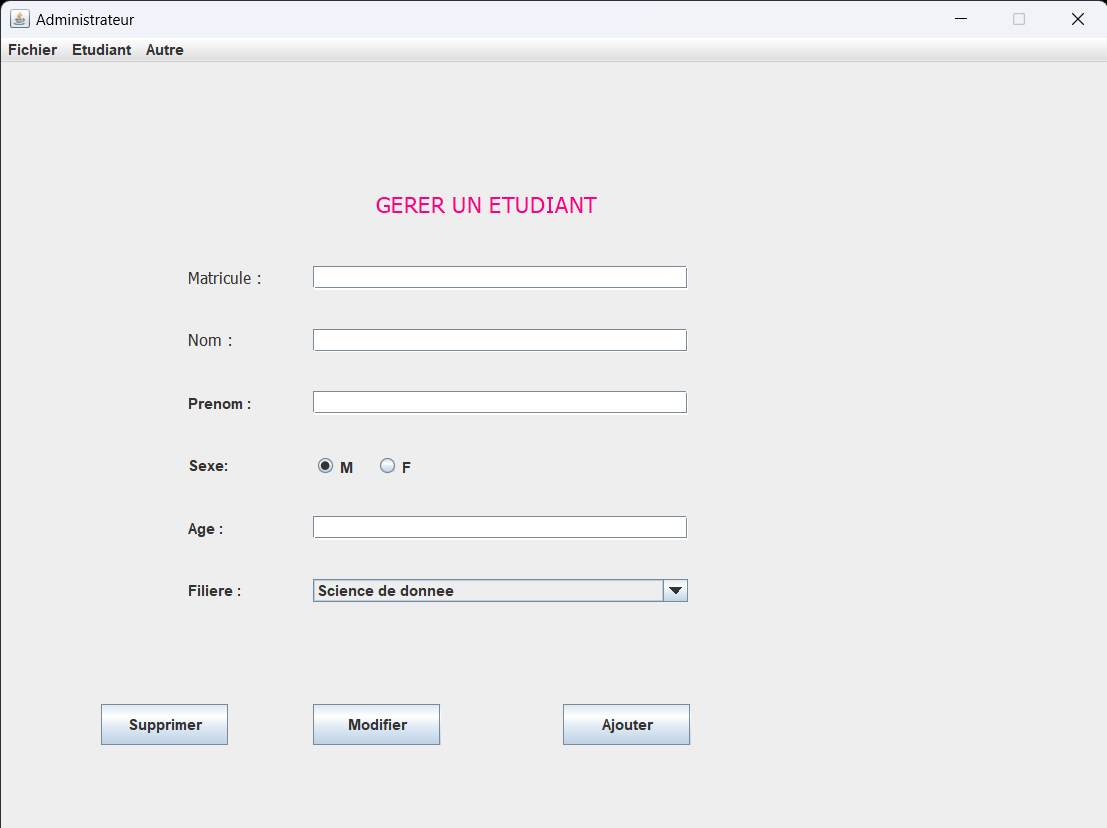 Administrateur
Fichier Etudiant Autre
GERER UN ETUDIANT
Matricule :
Nom :
Prenom :
Sexe: M F
Age :
Filiere : Science de donnee
Supprimer Modifier Ajouter